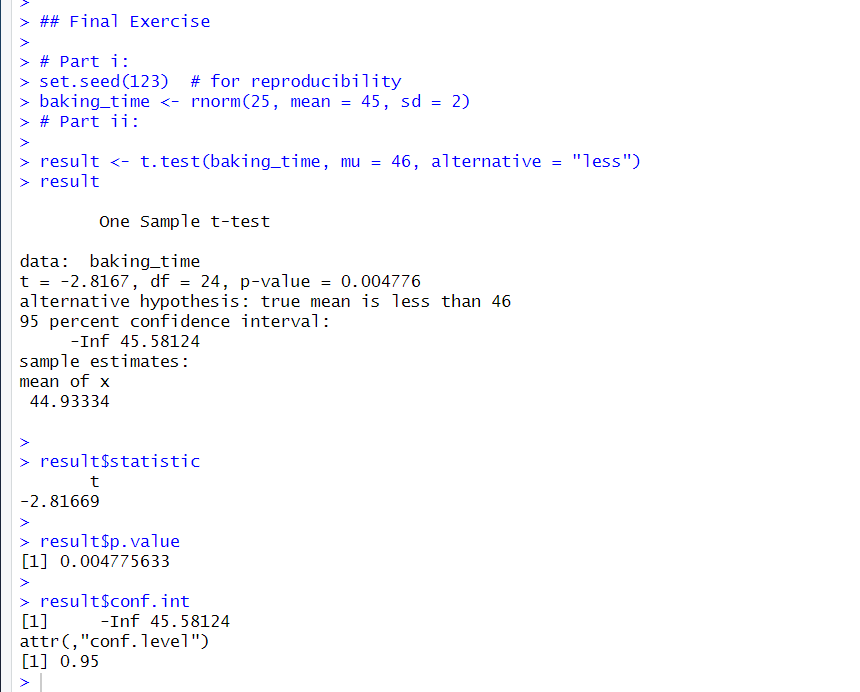 >
> ## Final Exercise
>
> # Part i:
> set.seed(123)  # for reproducibility
> baking_time <- rnorm(25, mean = 45, sd = 2)
> # Part ii:
>
> result <- t.test(baking_time, mu = 46, alternative = "less")
> result

        One Sample t-test

data:  baking_time
t = -2.8167, df = 24, p-value = 0.004776
alternative hypothesis: true mean is less than 46
95 percent confidence interval:
     -Inf 45.58124
sample estimates:
mean of x
 44.93334

>
> result$statistic
       t
-2.81669
>
> result$p.value
[1] 0.004775633
>
> result$conf.int
[1]     -Inf 45.58124
attr(,"conf.level")
[1] 0.95
>